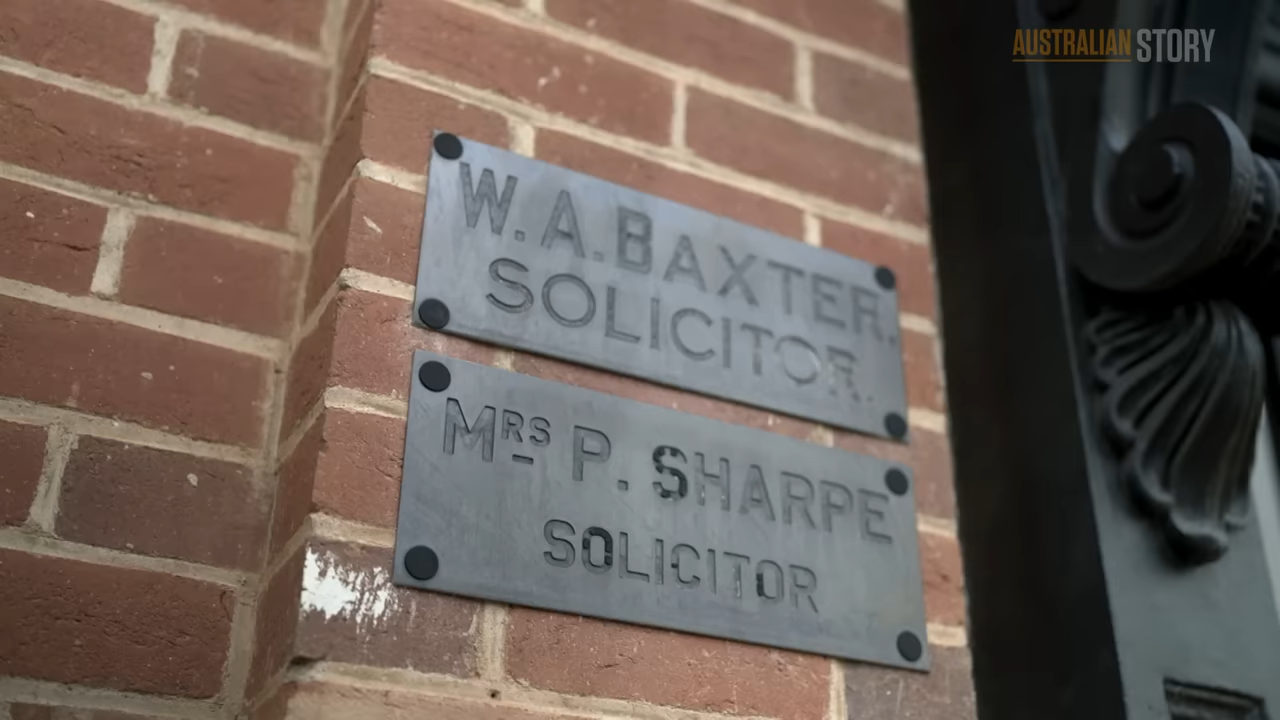 AUSTRALIAN STORY
W.A.BAXTER.
SOLICITOR.
MRS P. SHARPE
SOLICITOR